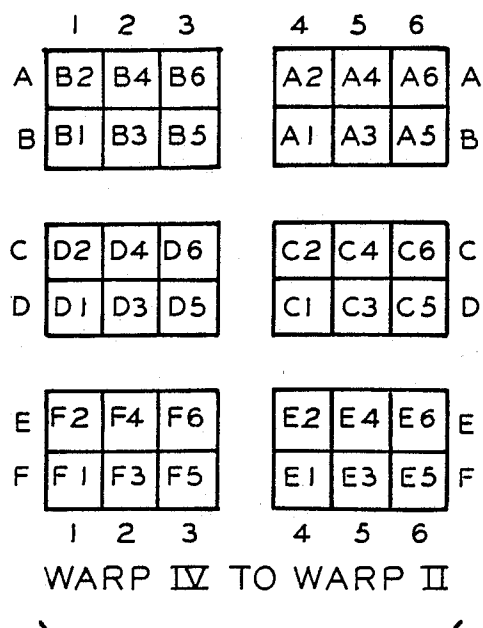 1 2 3 4 5 6
A B2 B4 B6 A2 A4 A6 A
B B1 B3 B5 A1 A3 A5 B
C D2 D4 D6 C2 C4 C6 C
D D1 D3 D5 C1 C3 C5 D
E F2 F4 F6 E2 E4 E6 E
F F1 F3 F5 E1 E3 E5 F
1 2 3 4 5 6
WARP IV TO WARP II